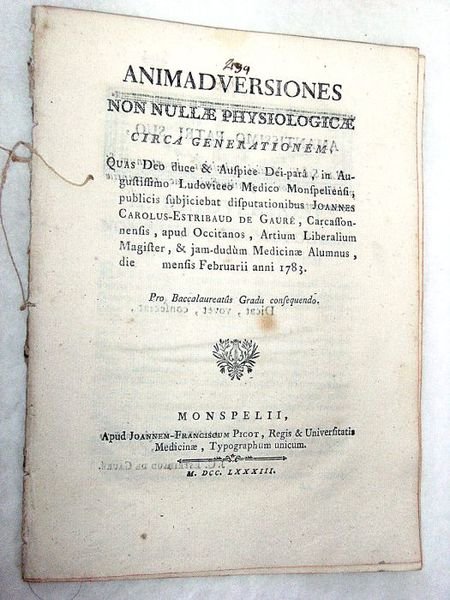 ANIMADVERSIONES
NON NULLÆ PHYSIOLOGICÆ
CIRCA GENERATIONEM,
QUAS Deo duce & Auspice Dei-parâ, in Au-
gustissimo Ludoviceo Medico Monspeliensi,
publicis subjiciebat disputationibus JOANNES
CAROLUS-ESTRIBAUD DE GAURÉ, Carcasson-
nensis, apud Occitanos, Artium Liberalium
Magister, & jam-dudùm Medicinæ Alumnus,
die mensis Februarii anni 1783.
Pro Baccalaureatûs Gradu consequendo.
MONSPELII,
Apud JOANNEM-FRANCISCUM PICOT, Regis & Universitatis
Medicinæ, Typographum unicum.
M. DCC. LXXXIII.